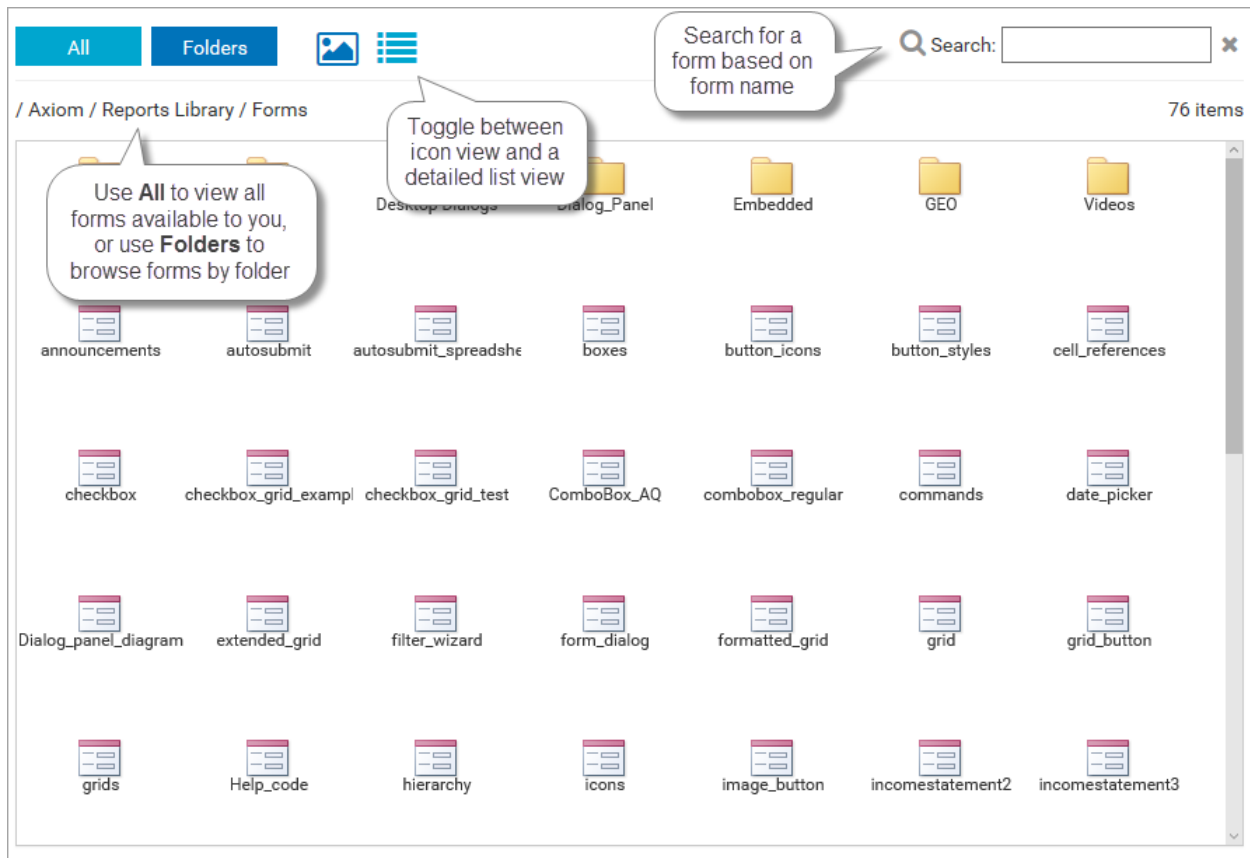 All
Folders
Search:
Search for a
form based on
form name
/ Axiom / Reports Library / Forms
76 items
Toggle between
icon view and a
detailed list view
Use All to view all
forms available to you,
or use Folders to
browse forms by folder
Desktop Dialogs
Dialog_Panel
Embedded
GEO
Videos
announcements
autosubmit
autosubmit_spreadshe
boxes
button_icons
button_styles
cell_references
checkbox
checkbox_grid_exampl
checkbox_grid_test
ComboBox_AQ
combobox_regular
commands
date_picker
Dialog_panel_diagram
extended_grid
filter_wizard
form_dialog
formatted_grid
grid
grid_button
grids
Help_code
hierarchy
icons
image_button
incomestatement2
incomestatement3